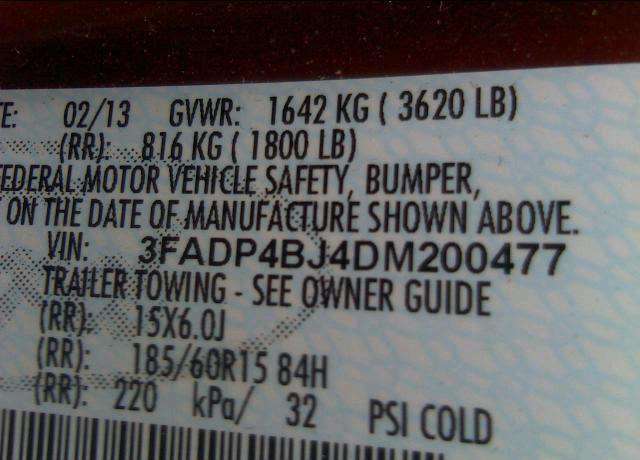 E: 02/13 GVWR: 1642 KG ( 3620 LB)
(RR): 816 KG ( 1800 LB)
EDERAL MOTOR VEHICLE SAFETY, BUMPER,
ON THE DATE OF MANUFACTURE SHOWN ABOVE.
VIN: 3FADP4BJ4DM200477
TRAILER TOWING - SEE OWNER GUIDE
(RR): 15X6.0J
(RR): 185/60R15 84H
(RR): 220 kPa/ 32 PSI COLD